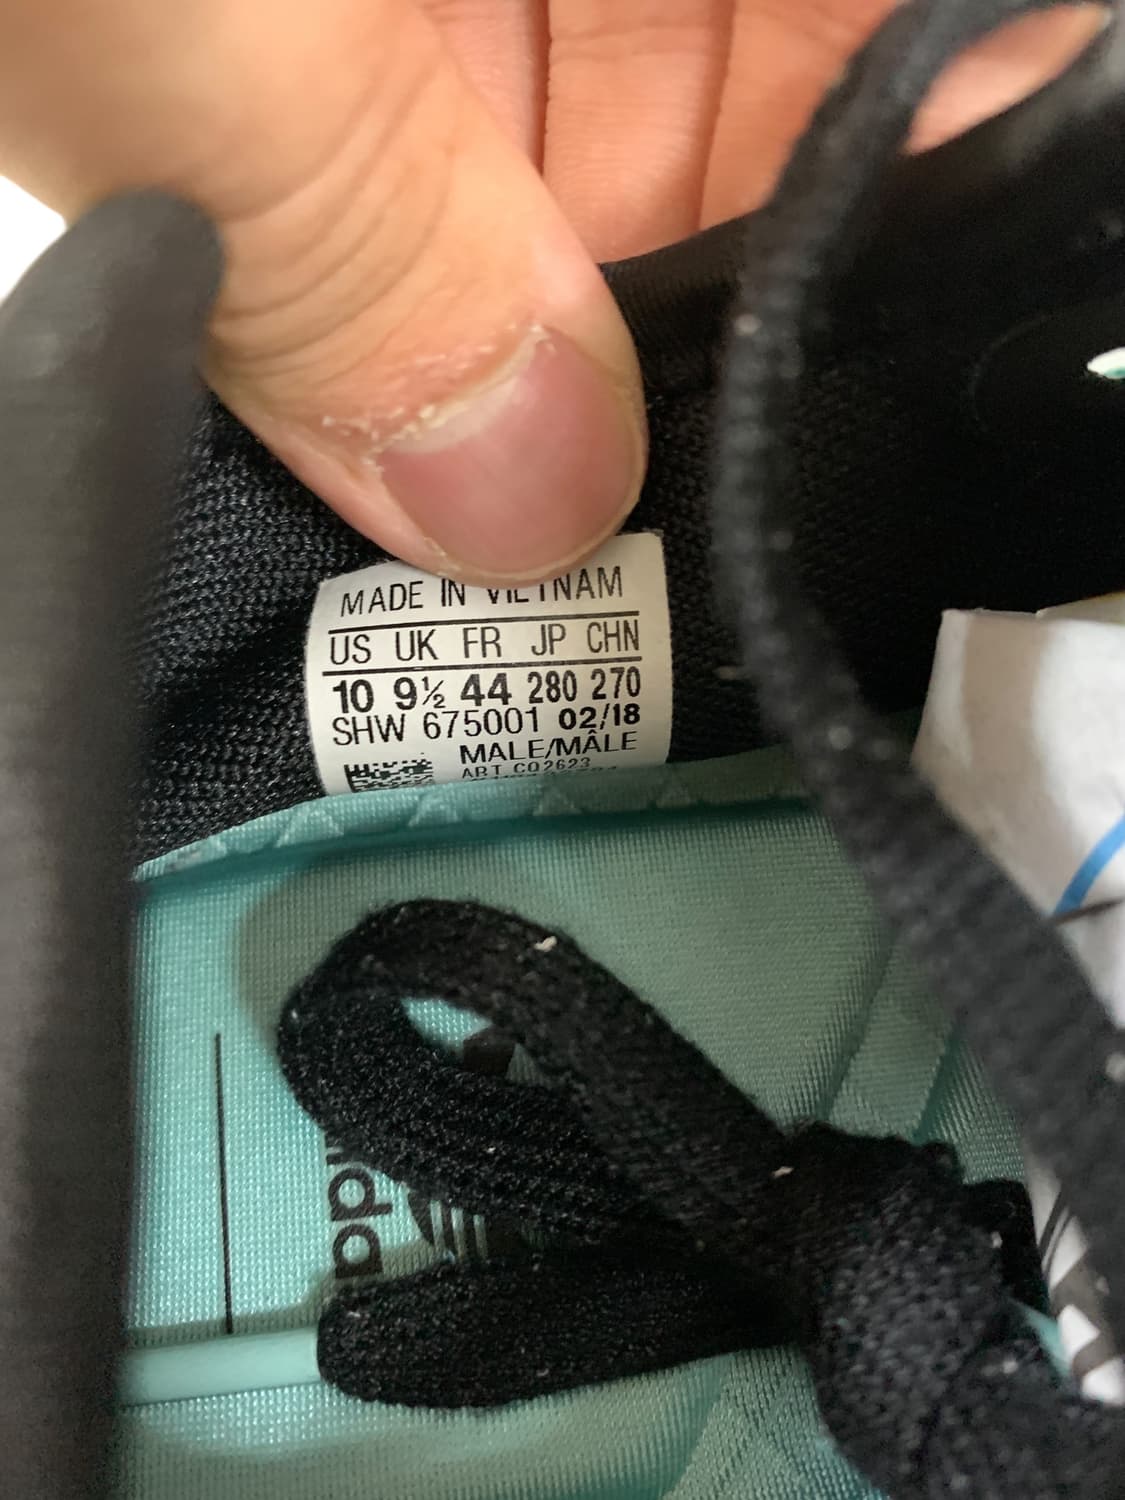 MADE IN VIETNAM
US UK FR JP CHN
10 9½ 44 280 270
SHW 675001 02/18
MALE/MÂLE
ART CQ2623